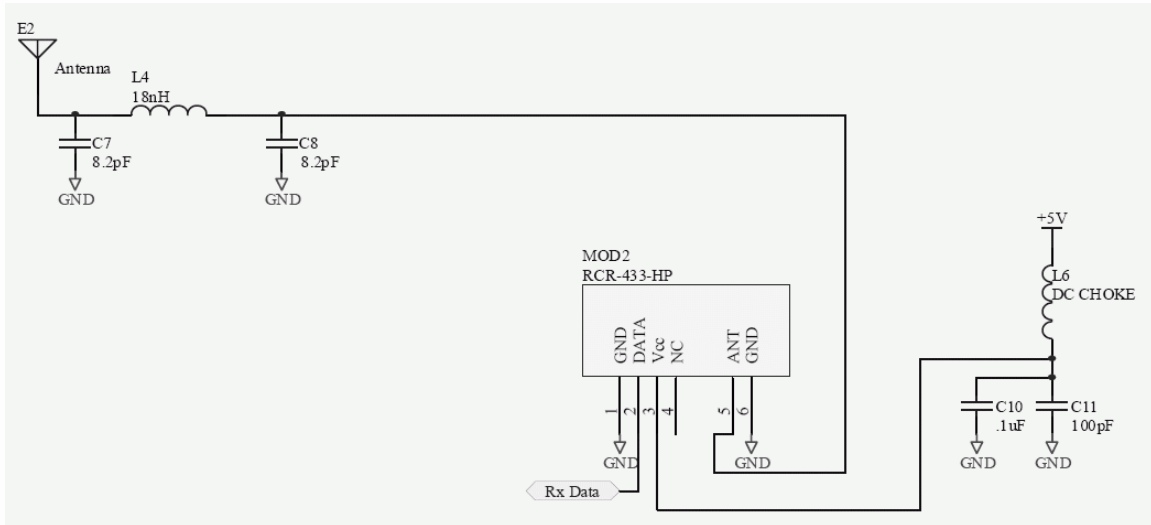 E2
Antenna
L4
18nH
C7
8.2pF
GND
C8
8.2pF
GND
+5V
L6
DC CHOKE
MOD2
RCR-433-HP
GND
DATA
Vcc
NC
ANT
GND
1
2
3
4
5
6
GND
GND
C10
.1uF
GND
C11
100pF
GND
Rx Data